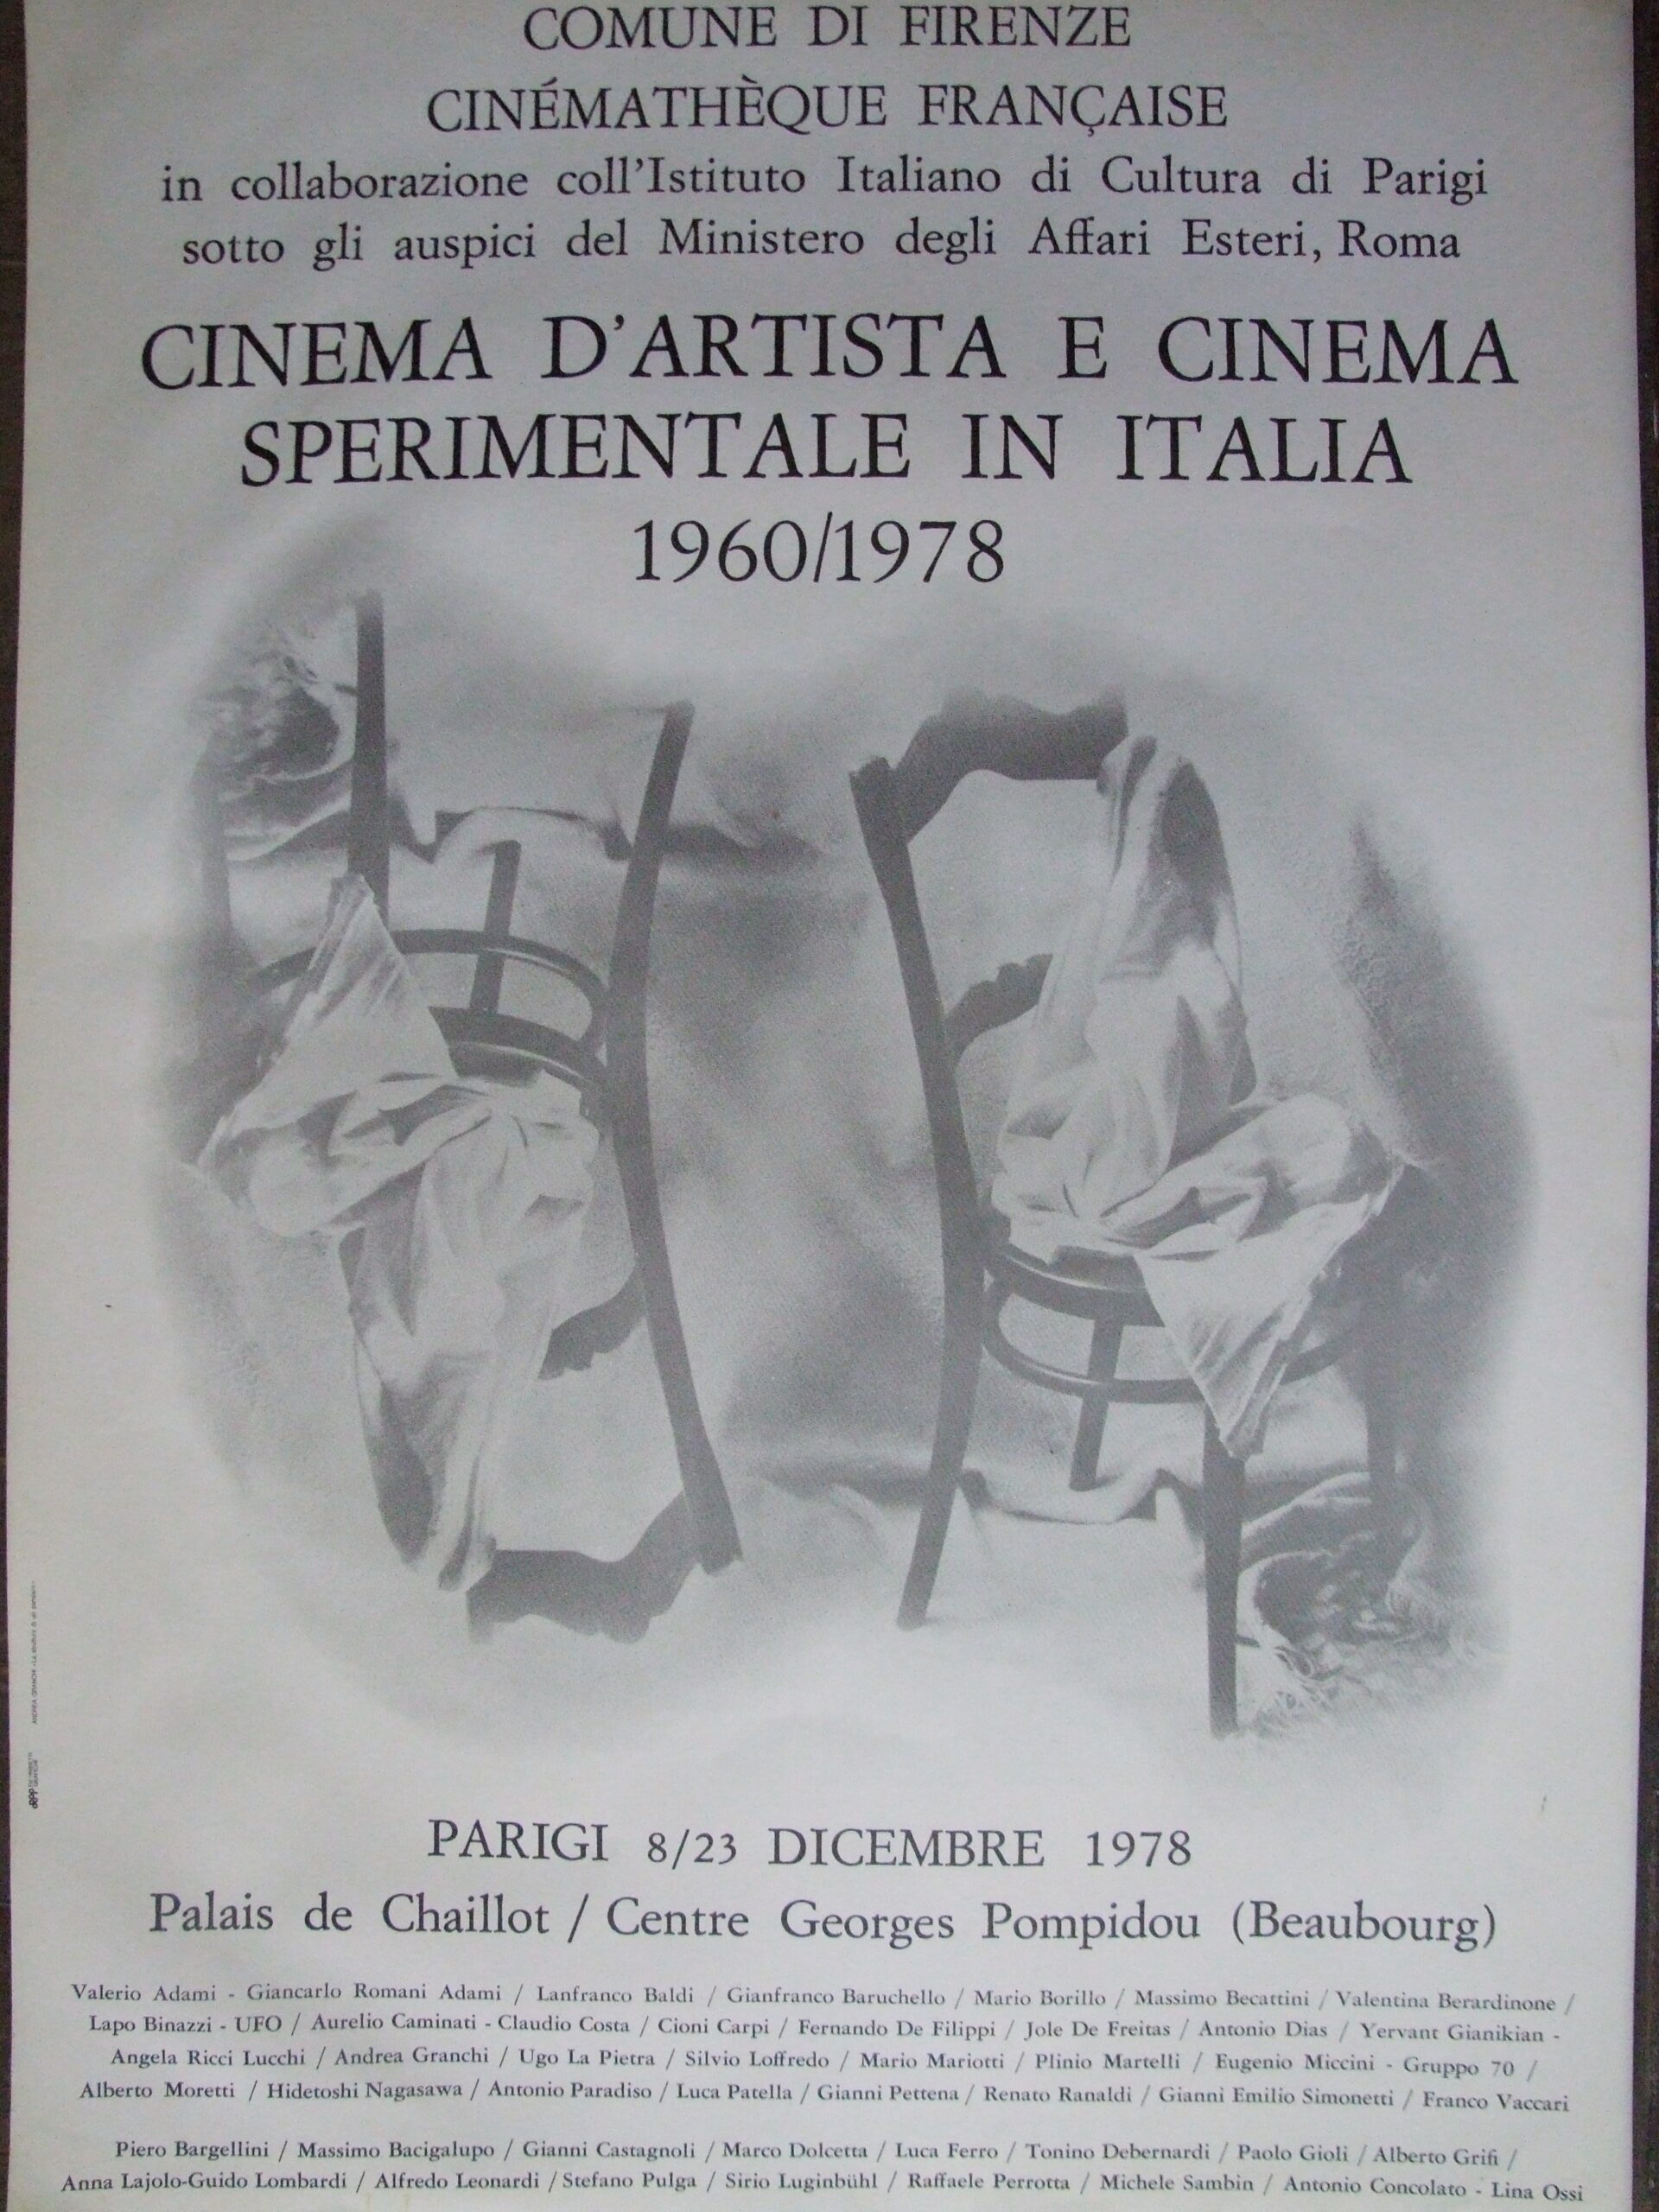 COMUNE DI FIRENZE
CINÉMATHÈQUE FRANÇAISE
in collaborazione coll'Istituto Italiano di Cultura di Parigi
sotto gli auspici del Ministero degli Affari Esteri, Roma
CINEMA D'ARTISTA E CINEMA
SPERIMENTALE IN ITALIA
1960/1978
ANDREA GRANCHI
PARIGI 8/23 DICEMBRE 1978
Palais de Chaillot / Centre Georges Pompidou (Beaubourg)
Valerio Adami - Giancarlo Romani Adami / Lanfranco Baldi / Gianfranco Baruchello / Mario Borillo / Massimo Becattini / Valentina Berardinone /
Lapo Binazzi - UFO / Aurelio Caminati - Claudio Costa / Cioni Carpi / Fernando De Filippi / Jole De Freitas / Antonio Dias / Yervant Gianikian -
Angela Ricci Lucchi / Andrea Granchi / Ugo La Pietra / Silvio Loffredo / Mario Mariotti / Plinio Martelli / Eugenio Miccini - Gruppo 70 /
Alberto Moretti / Hidetoshi Nagasawa / Antonio Paradiso / Luca Patella / Gianni Pettena / Renato Ranaldi / Gianni Emilio Simonetti / Franco Vaccari
Piero Bargellini / Massimo Bacigalupo / Gianni Castagnoli / Marco Dolcetta / Luca Ferro / Tonino Debernardi / Paolo Gioli / Alberto Grifi /
Anna Lajolo-Guido Lombardi / Alfredo Leonardi / Stefano Pulga / Sirio Luginbühl / Raffaele Perrotta / Michele Sambin / Antonio Concolato - Lina Ossi